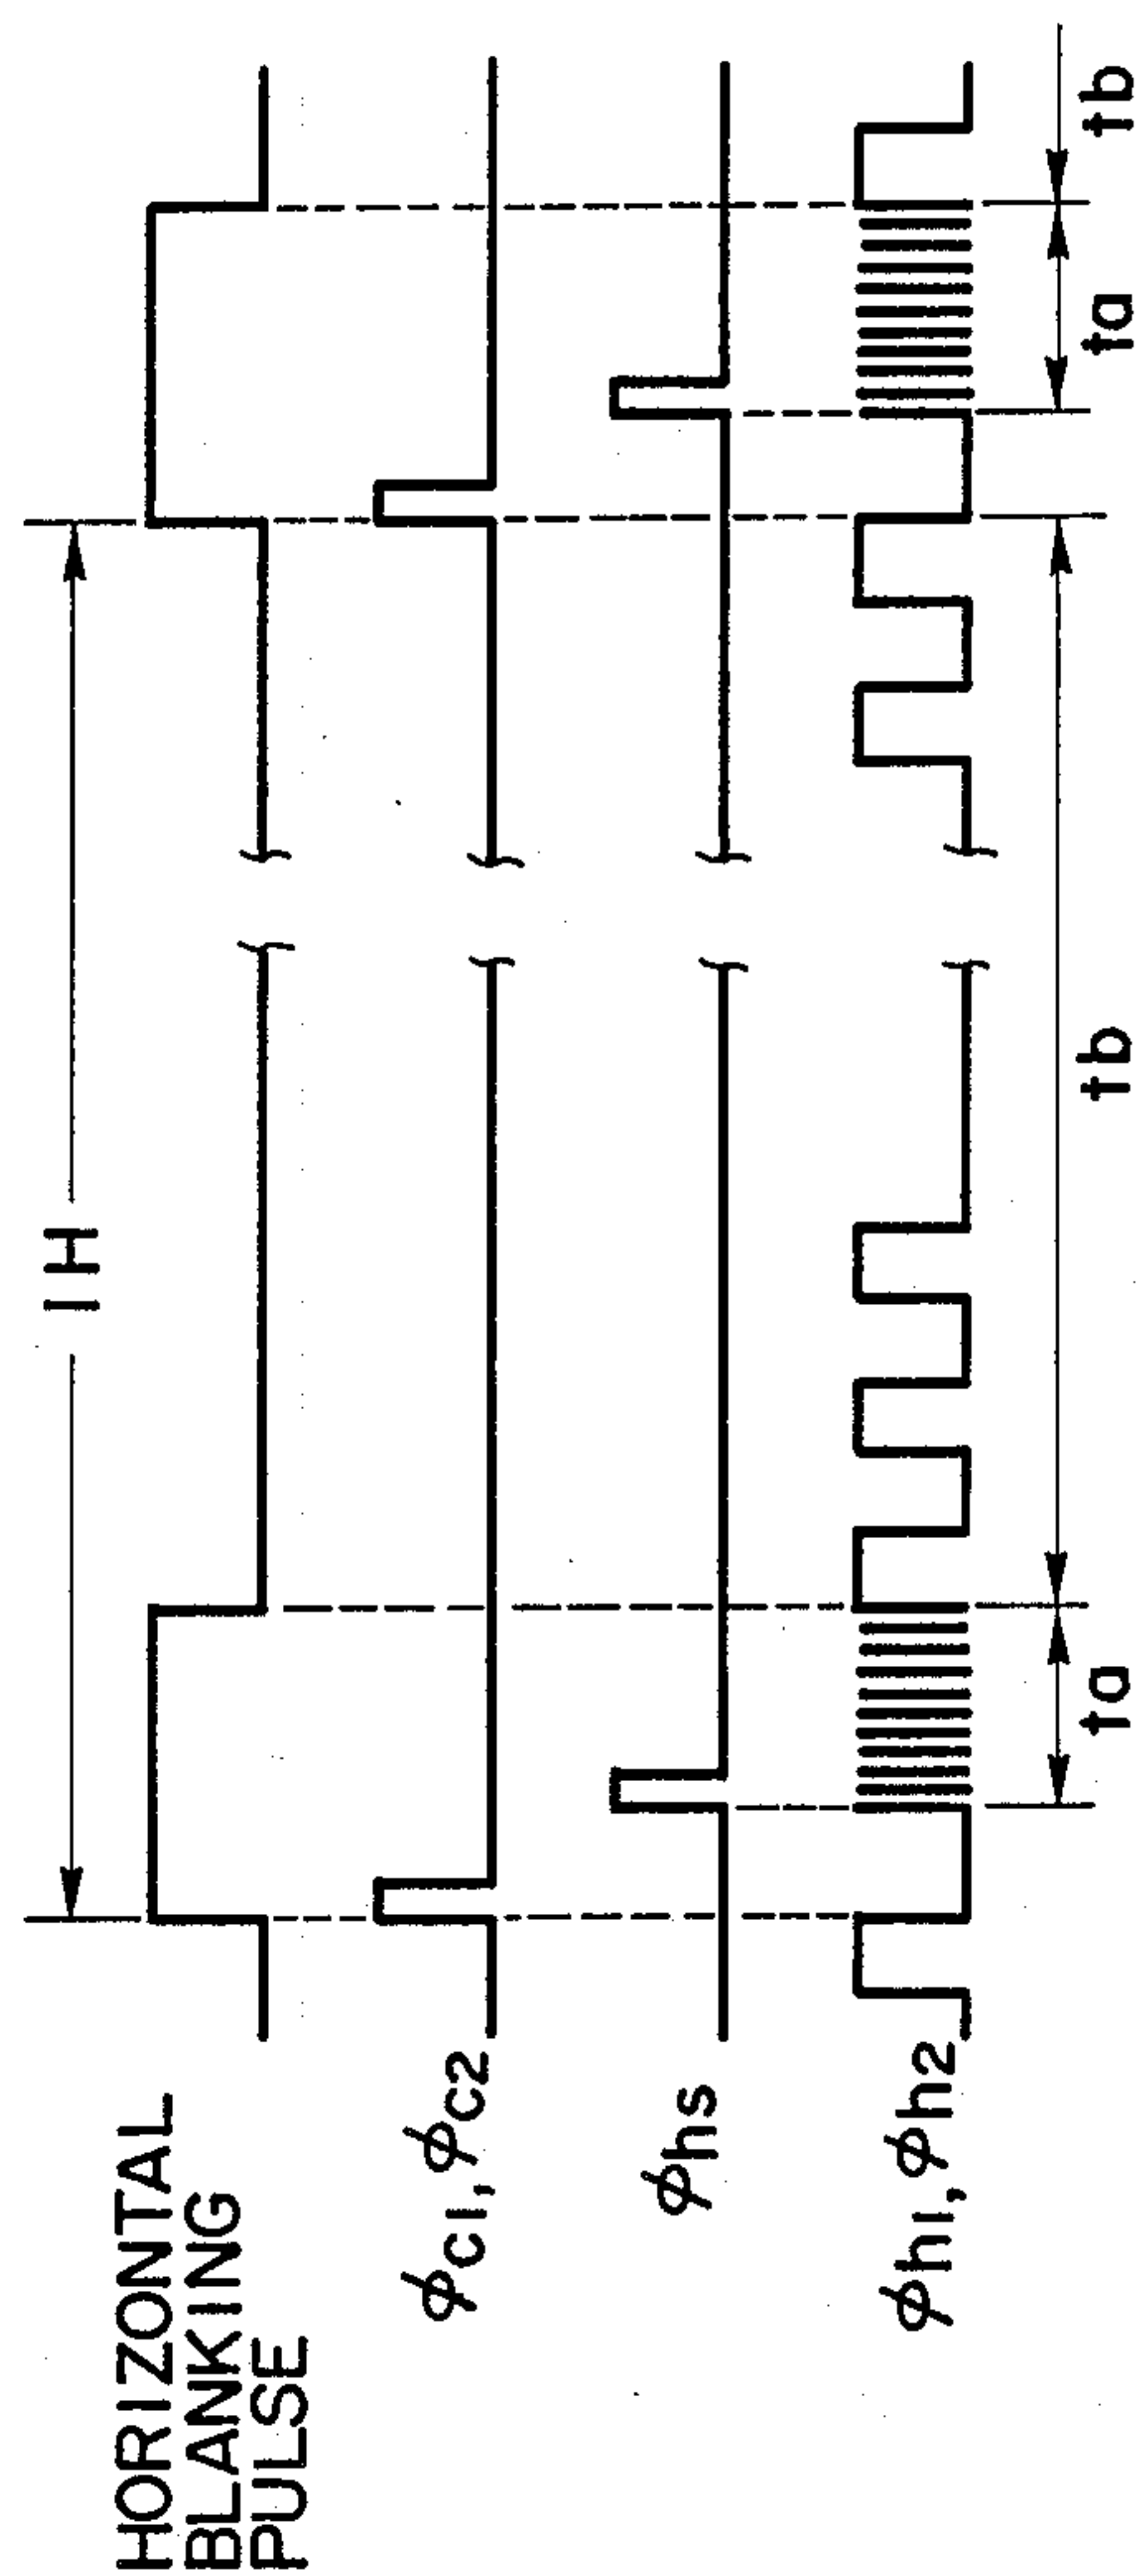 1H
HORIZONTAL
BLANKING
PULSE
φc1, φc2
φhs
φh1, φh2
ta
tb
ta
tb